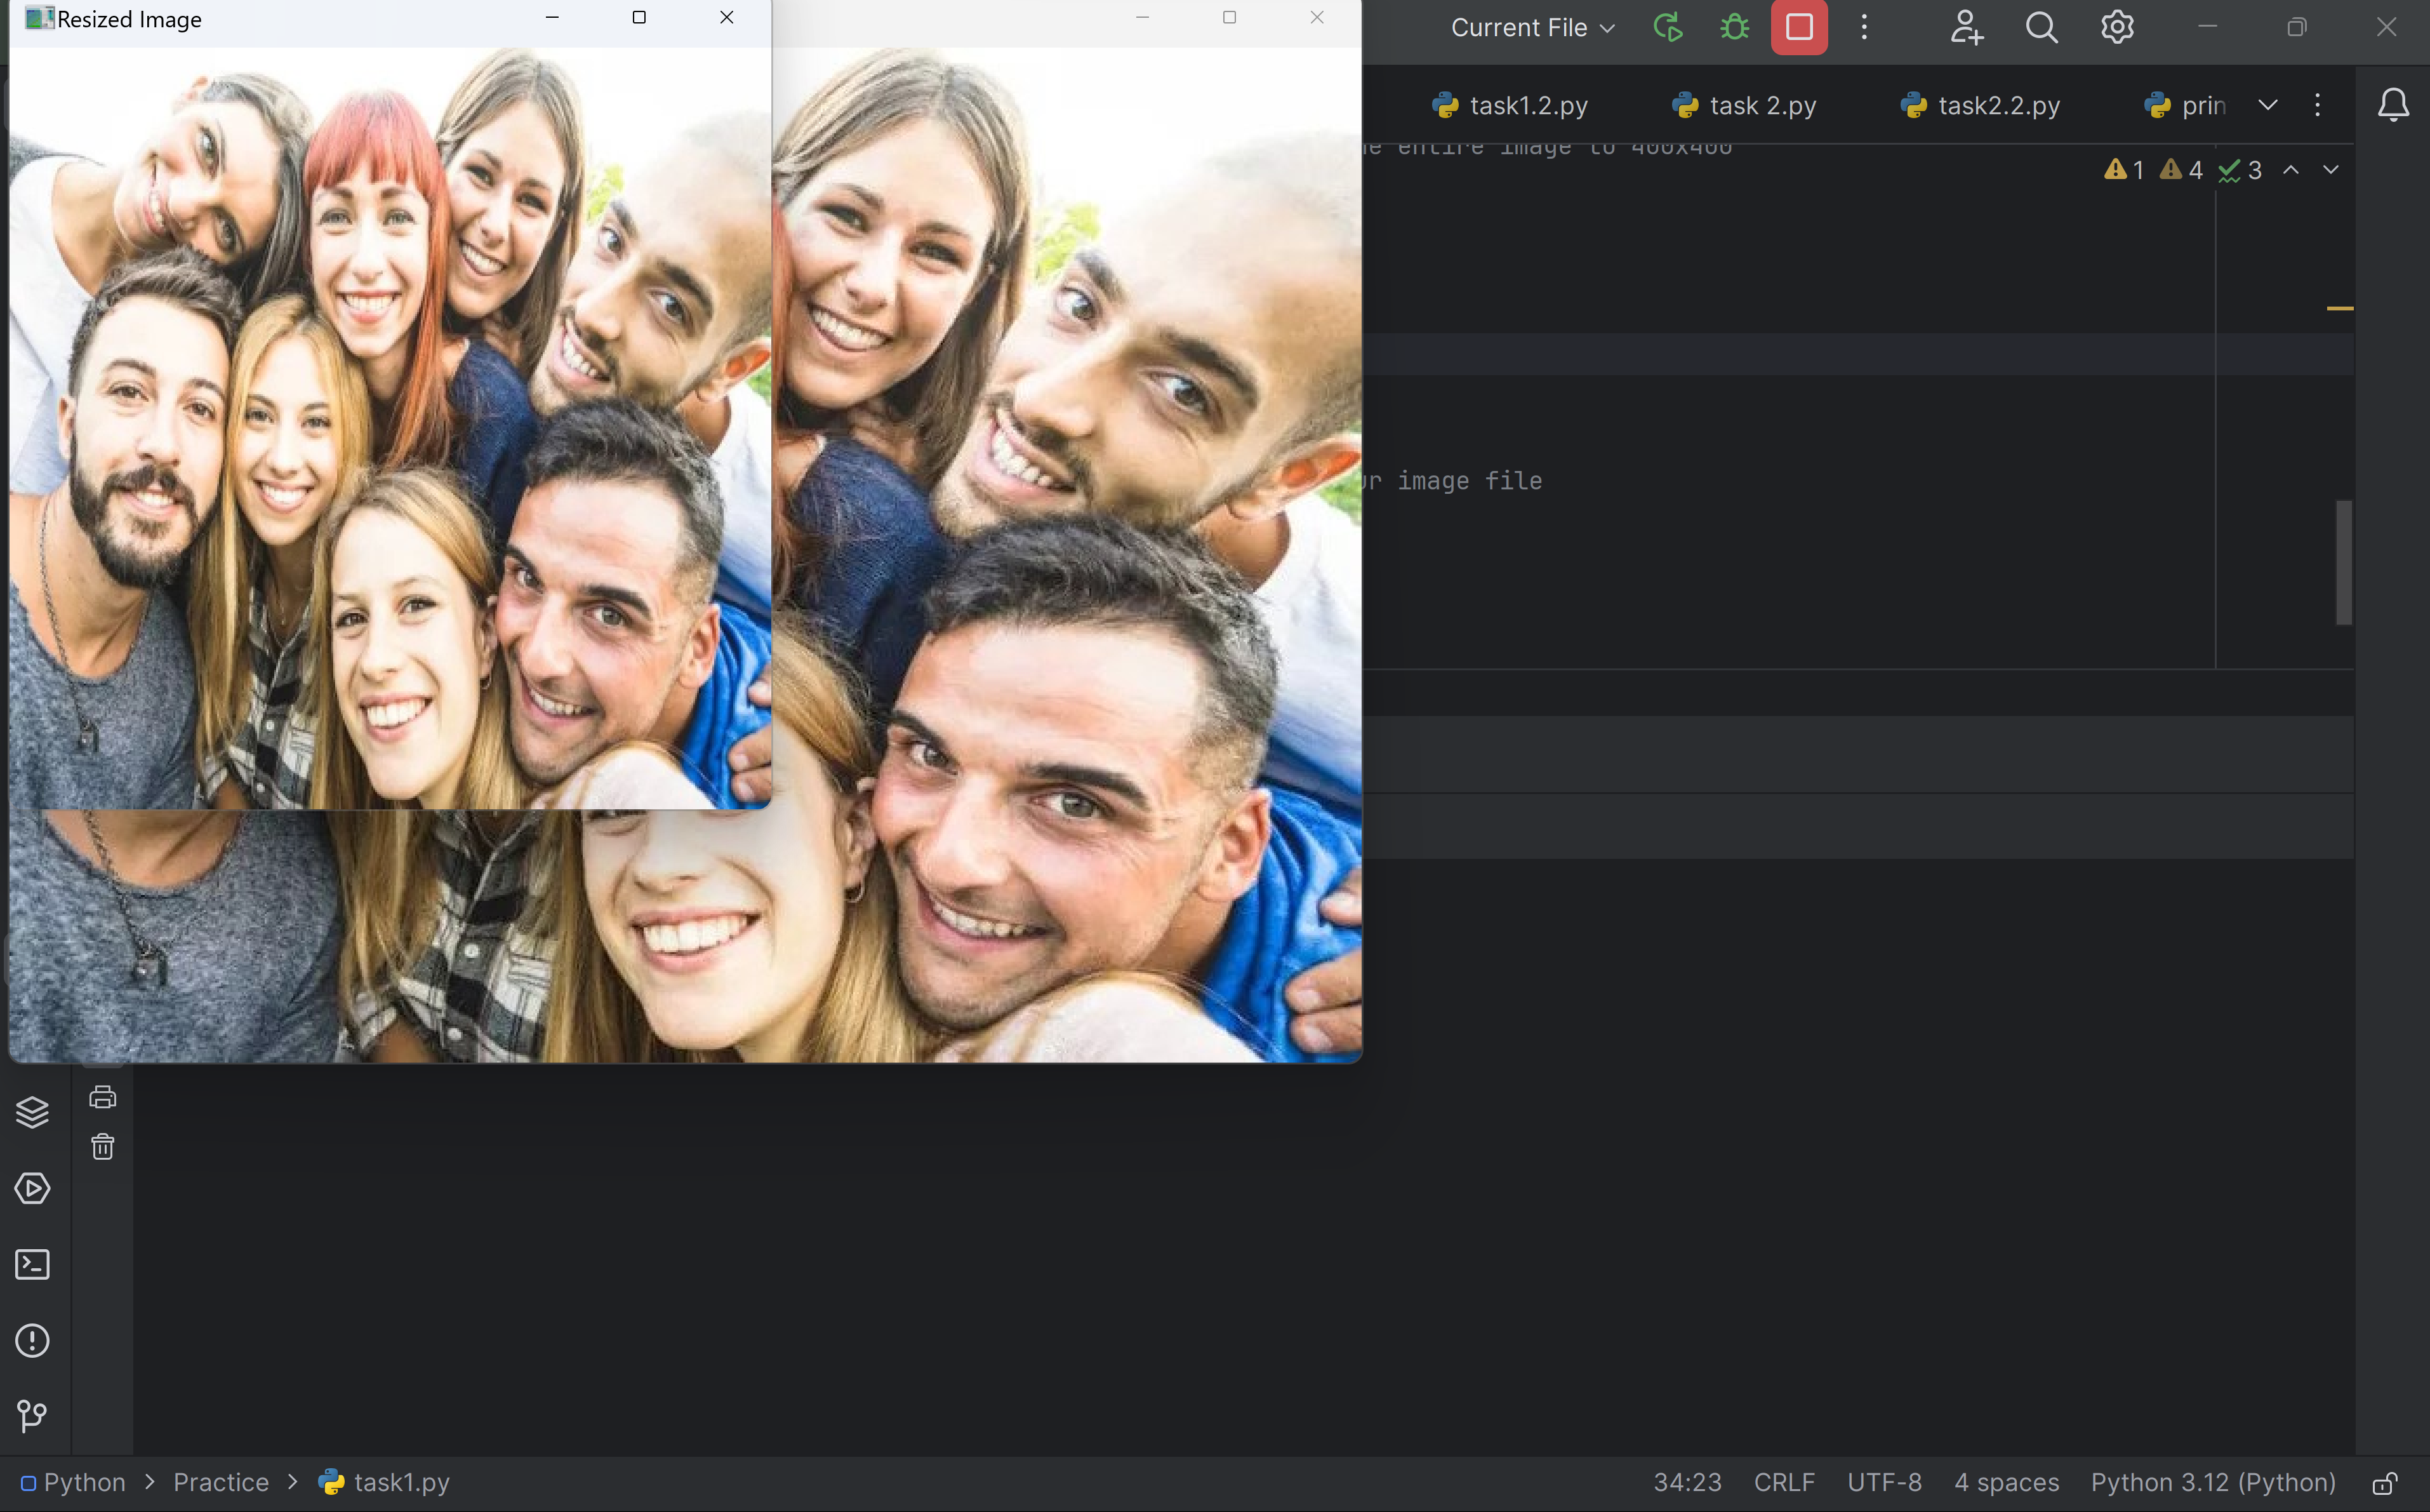 Resized Image
Current File
task1.2.py task 2.py task2.2.py prin
entire image to 400x400
1 4 3
image file
Python > Practice > task1.py
34:23 CRLF UTF-8 4 spaces Python 3.12 (Python)